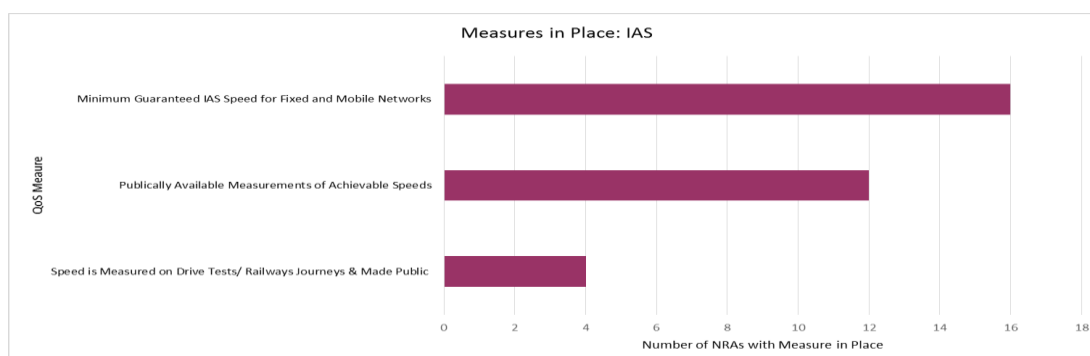 Measures in Place: IAS
QoS Meaure
Minimum Guaranteed IAS Speed for Fixed and Mobile Networks
Publically Available Measurements of Achievable Speeds
Speed is Measured on Drive Tests/ Railways Journeys & Made Public
0 2 4 6 8 10 12 14 16 18
Number of NRAs with Measure in Place